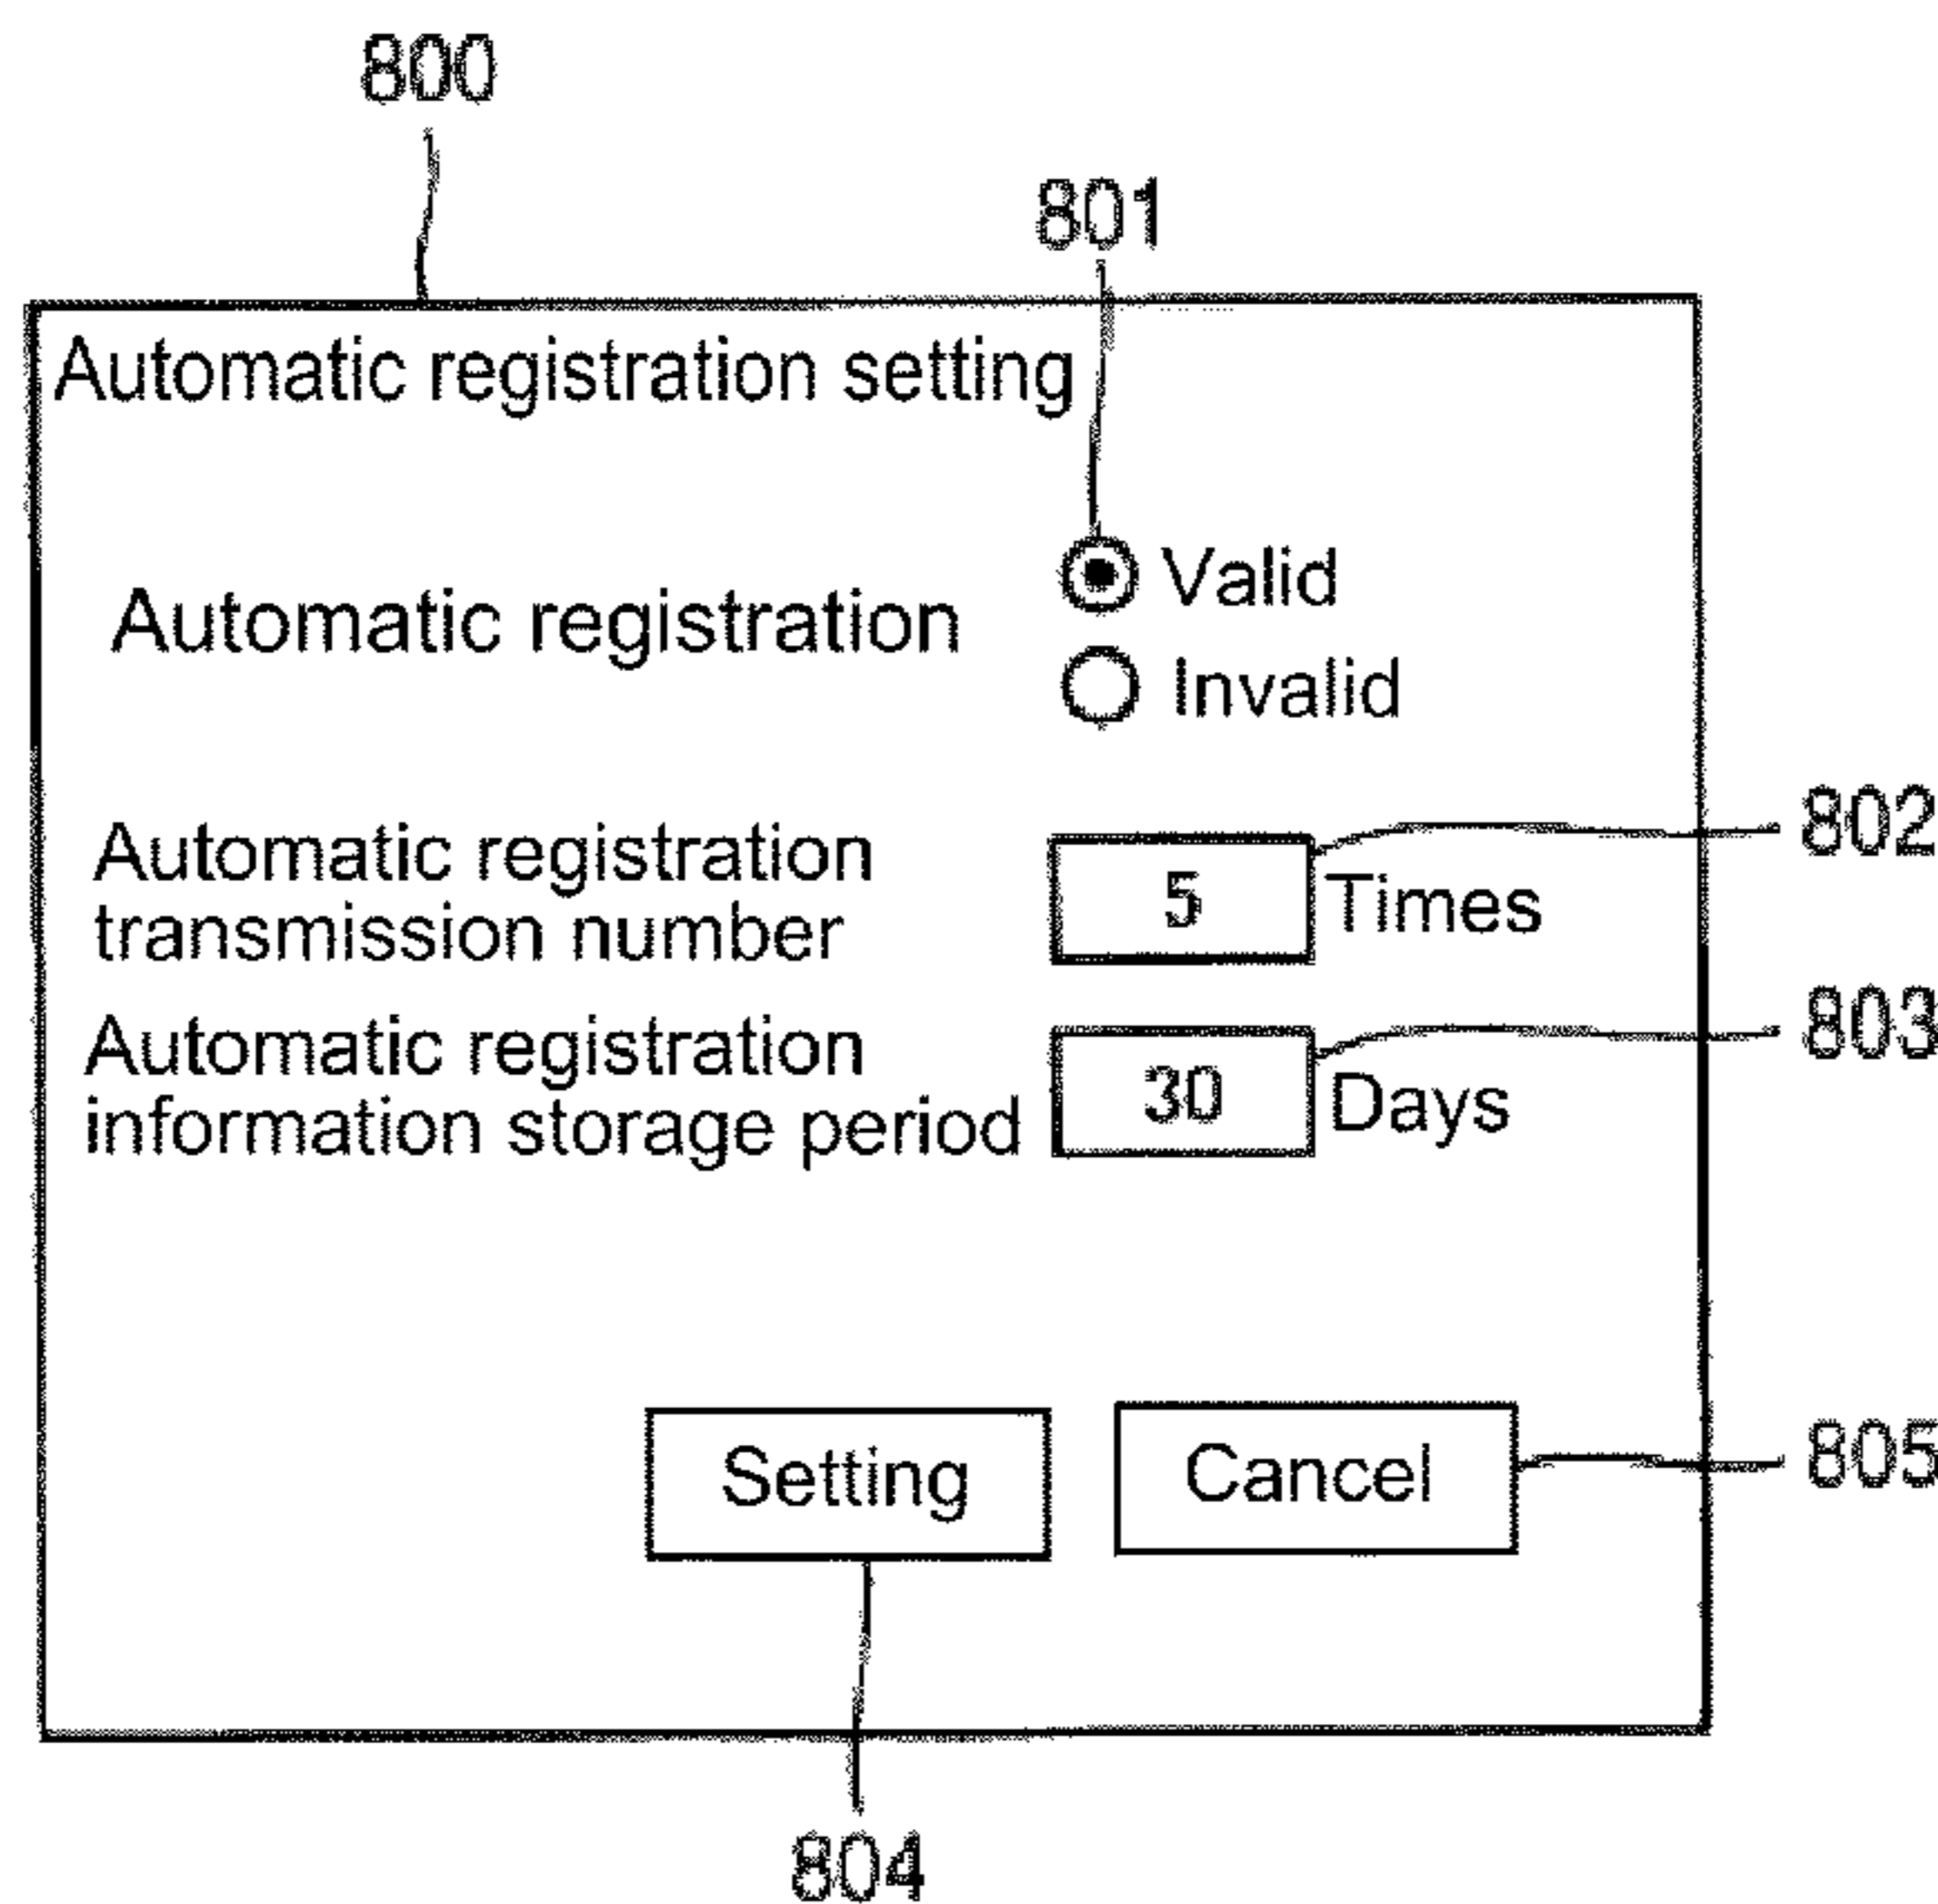 800
801
Automatic registration setting
Valid
Automatic registration
Invalid
802
Automatic registration
transmission number
5 Times
803
Automatic registration
information storage period
30 Days
Setting
Cancel
805
804